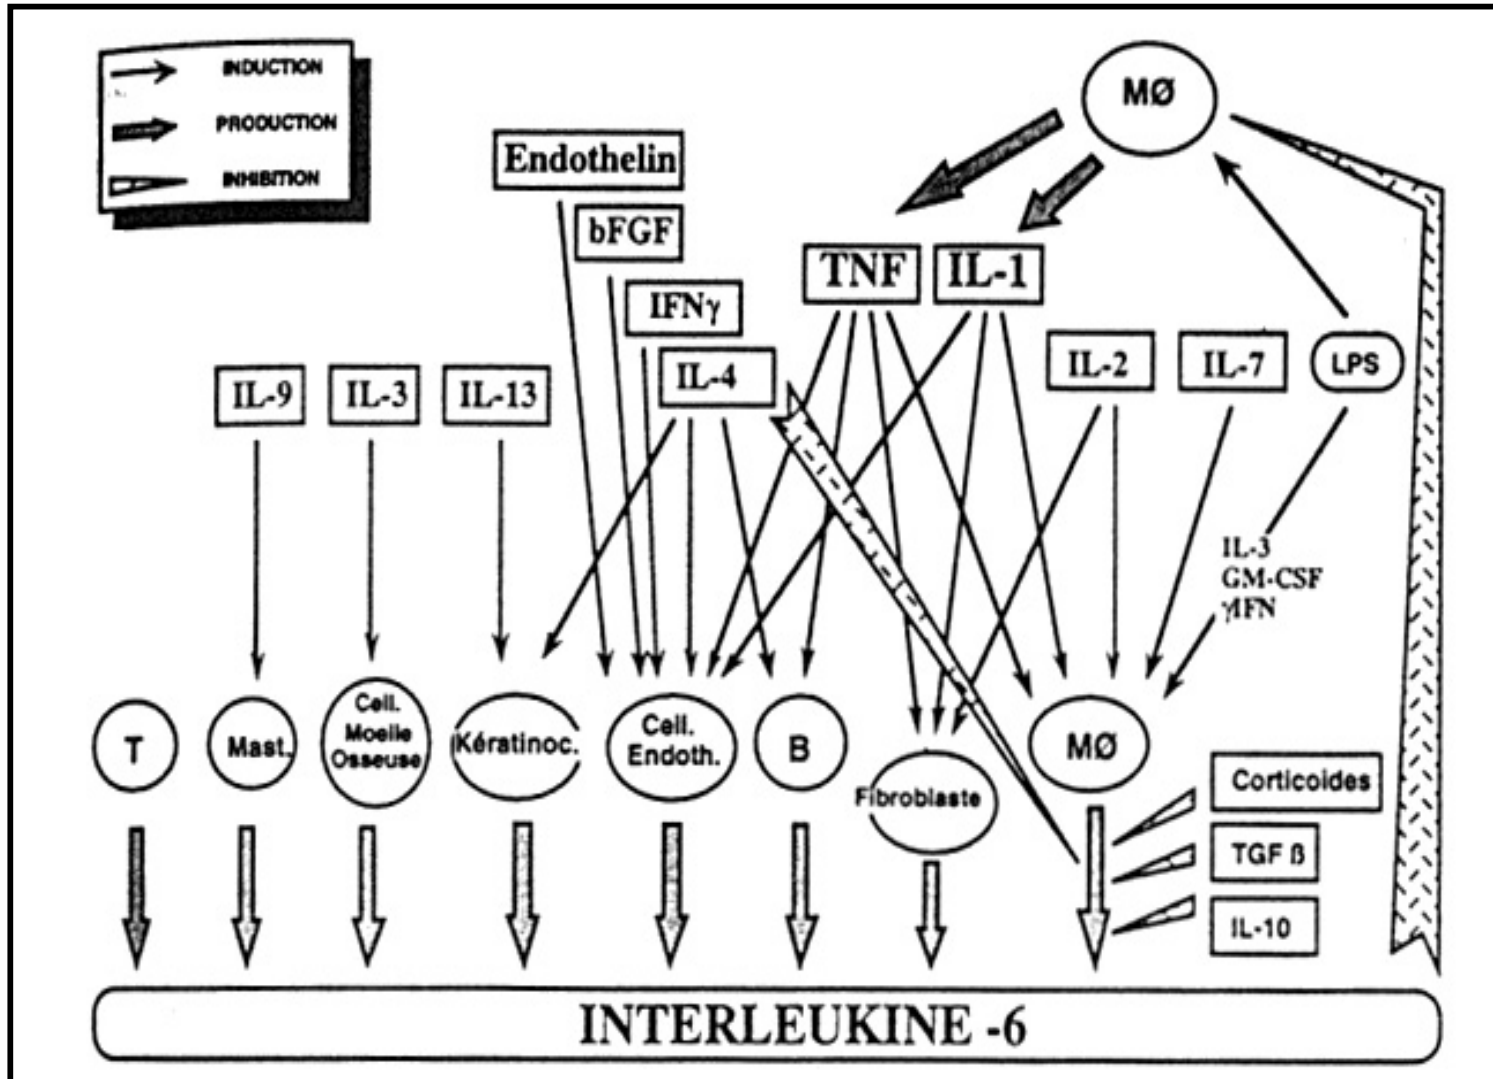 INDUCTION
PRODUCTION
INHIBITION
MØ
Endothelin
bFGF
TNF
IL-1
IFNγ
IL-4
IL-2
IL-7
LPS
IL-9
IL-3
IL-13
IL-3
GM-CSF
γIFN
T
Mast.
Cell.
Moelle
Osseuse
Kératinoc.
Cell.
Endoth.
B
Fibroblaste
MØ
Corticoides
TGF ß
IL-10
INTERLEUKINE -6